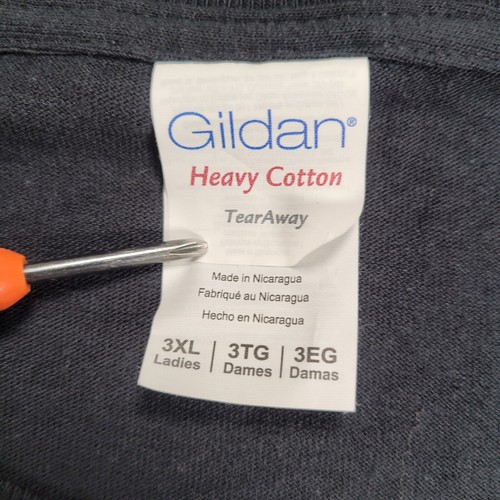 Gildan®
Heavy Cotton
TearAway
Made in Nicaragua
Fabriqué au Nicaragua
Hecho en Nicaragua
3XL | 3TG | 3EG
Ladies | Dames | Damas